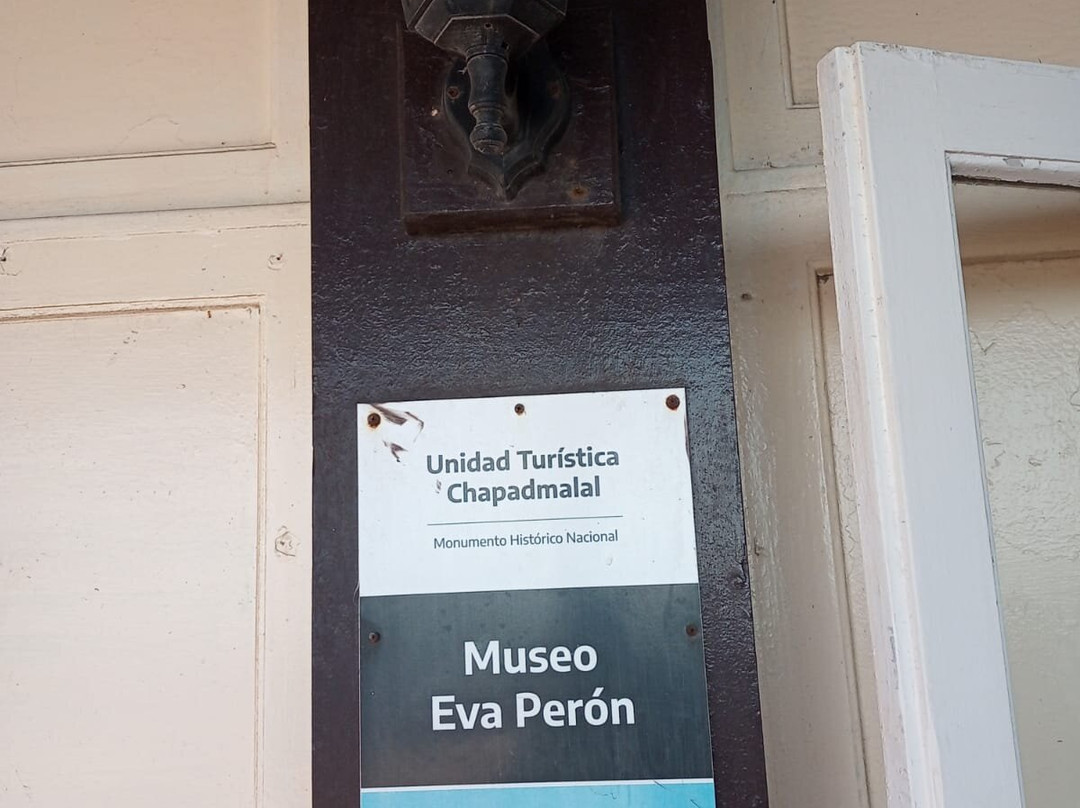 Unidad Turística
Chapadmalal
Monumento Histórico Nacional
Museo
Eva Perón